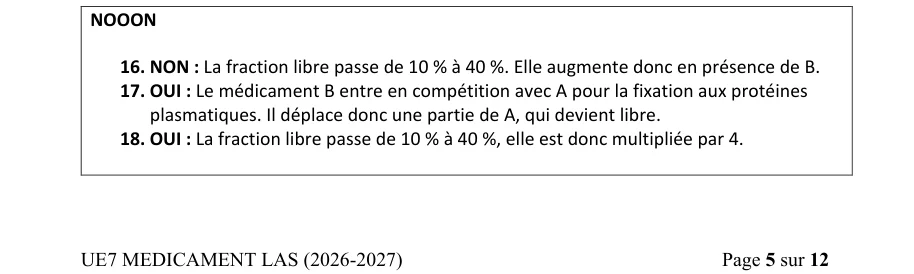 NOOON
16. NON : La fraction libre passe de 10 % à 40 %. Elle augmente donc en présence de B.
17. OUI : Le médicament B entre en compétition avec A pour la fixation aux protéines
plasmatiques. Il déplace donc une partie de A, qui devient libre.
18. OUI : La fraction libre passe de 10 % à 40 %, elle est donc multipliée par 4.
UE7 MEDICAMENT LAS (2026-2027)
Page 5 sur 12